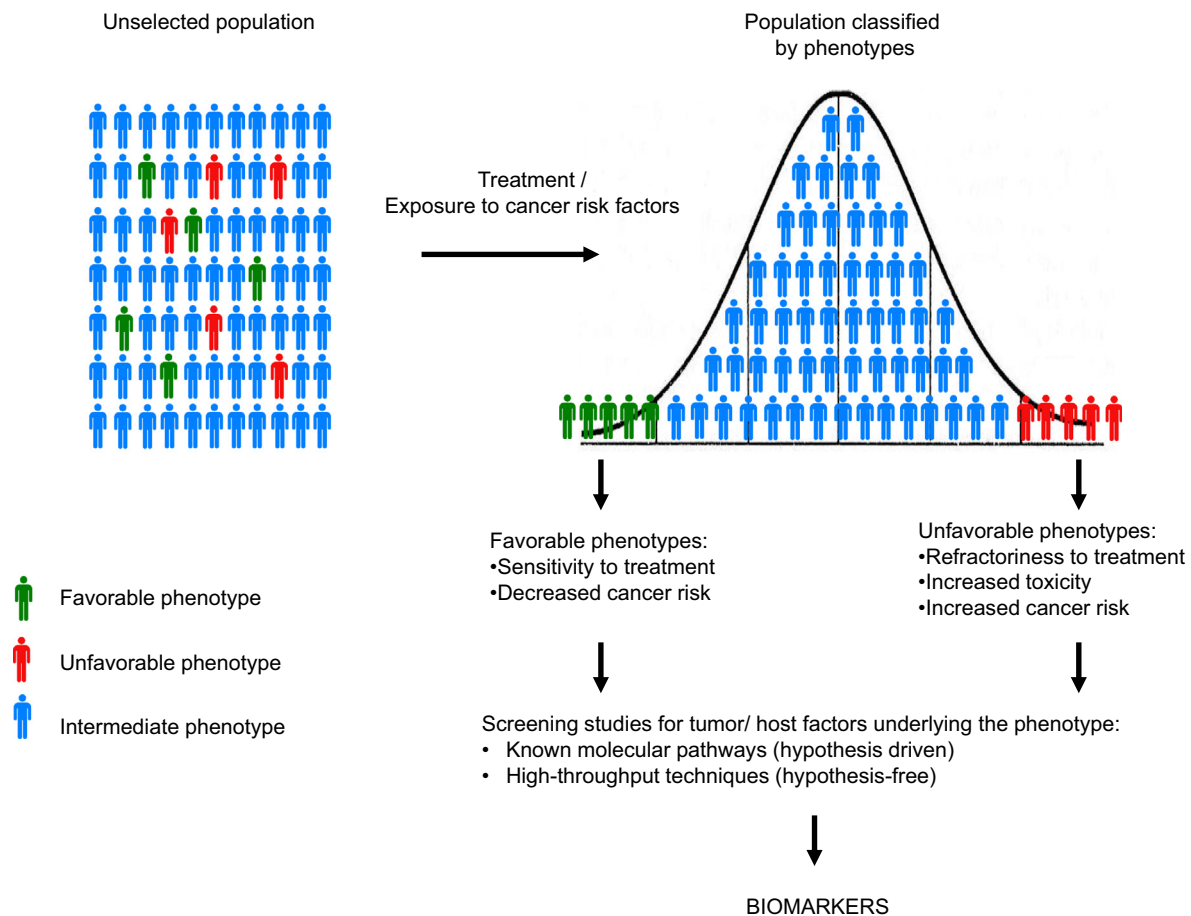 Unselected population
Population classified
by phenotypes
Treatment /
Exposure to cancer risk factors
Favorable phenotypes:
•Sensitivity to treatment
•Decreased cancer risk
Unfavorable phenotypes:
•Refractoriness to treatment
•Increased toxicity
•Increased cancer risk
Favorable phenotype
Unfavorable phenotype
Intermediate phenotype
Screening studies for tumor/ host factors underlying the phenotype:
• Known molecular pathways (hypothesis driven)
• High-throughput techniques (hypothesis-free)
BIOMARKERS